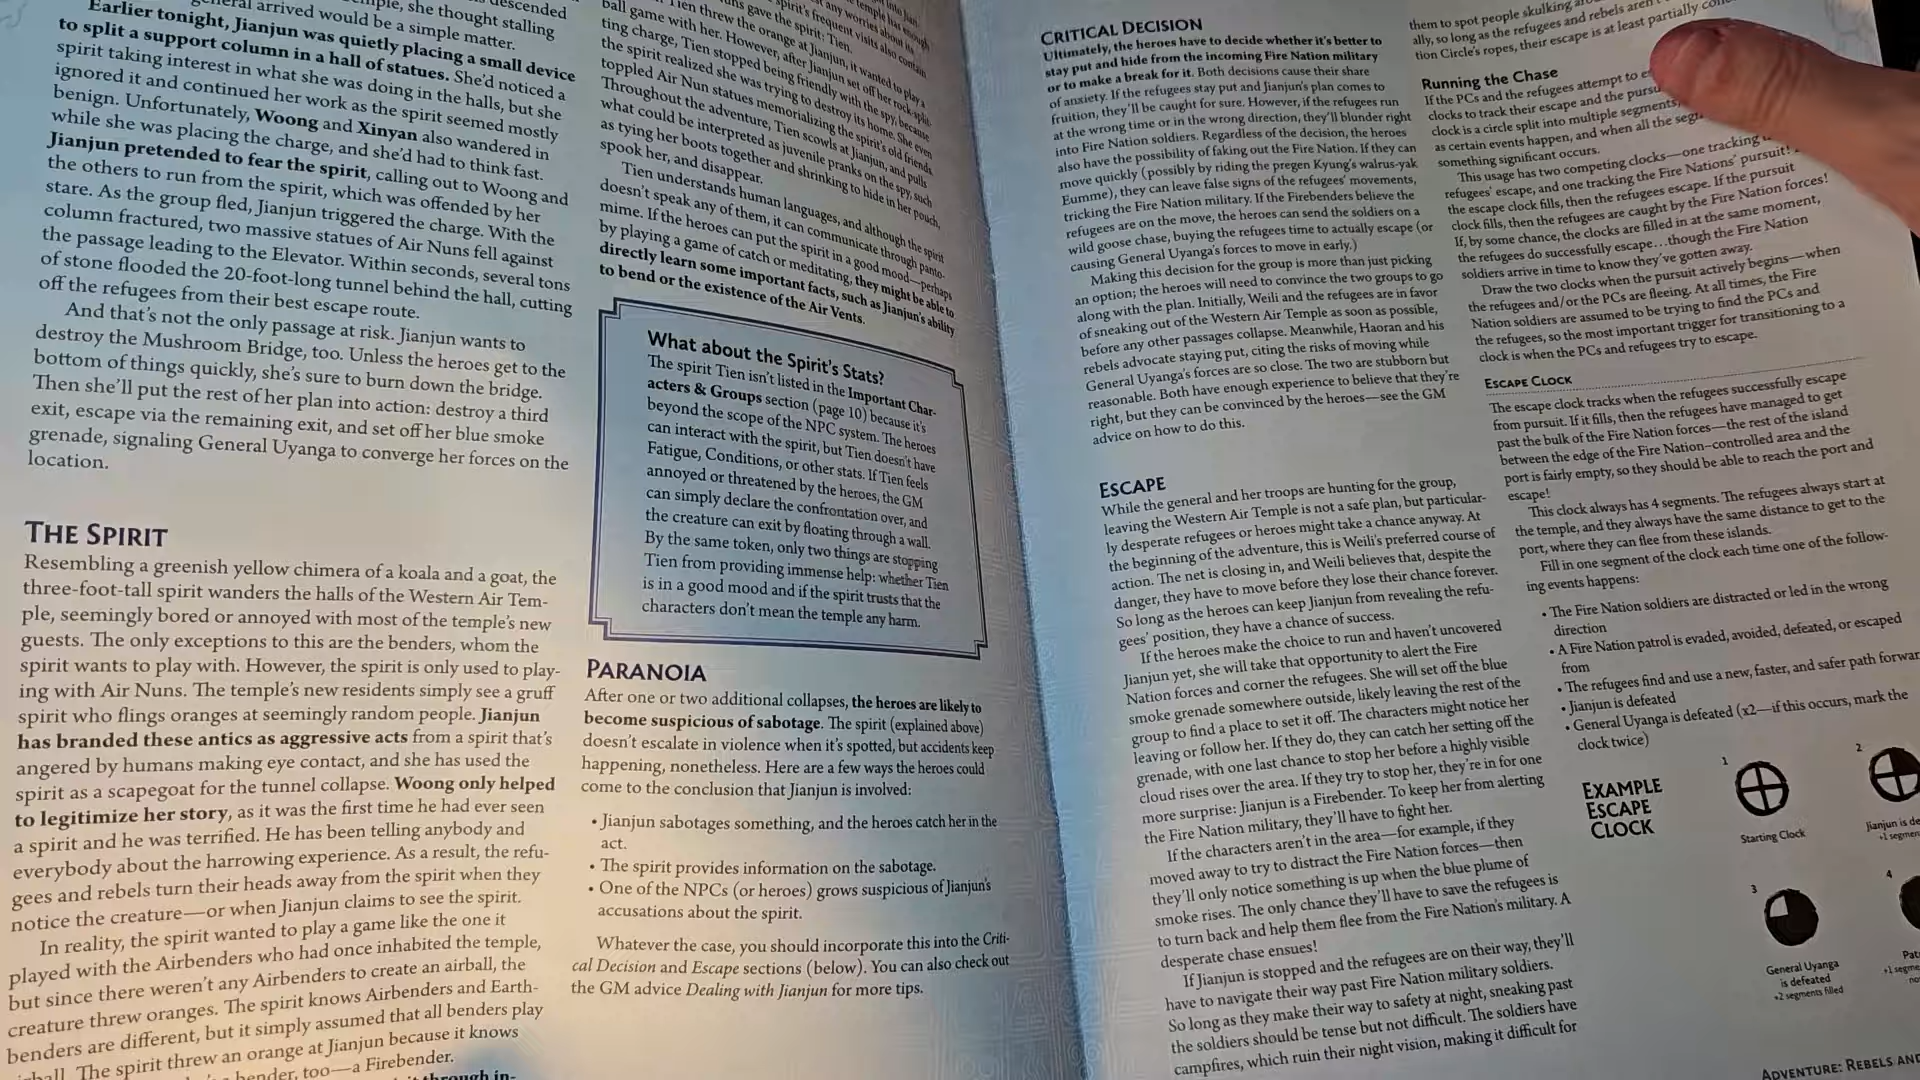 descended
mple, she thought stalling
general arrived would be a simple matter.
Earlier tonight, Jianjun was quietly placing a small device
to split a support column in a hall of statues. She'd noticed a
spirit taking interest in what she was doing in the halls, but she
ignored it and continued her work as the spirit seemed mostly
benign. Unfortunately, Woong and Xinyan also wandered in
while she was placing the charge, and she'd had to think fast.
Jianjun pretended to fear the spirit, calling out to Woong and
the others to run from the spirit, which was offended by her
stare. As the group fled, Jianjun triggered the charge. With the
column fractured, two massive statues of Air Nuns fell against
the passage leading to the Elevator. Within seconds, several tons
of stone flooded the 20-foot-long tunnel behind the hall, cutting
off the refugees from their best escape route.
And that's not the only passage at risk. Jianjun wants to
destroy the Mushroom Bridge, too. Unless the heroes get to the
bottom of things quickly, she's sure to burn down the bridge.
Then she'll put the rest of her plan into action: destroy a third
exit, escape via the remaining exit, and set off her blue smoke
grenade, signaling General Uyanga to converge her forces on the
location.
THE SPIRIT
Resembling a greenish yellow chimera of a koala and a goat, the
three-foot-tall spirit wanders the halls of the Western Air Tem-
ple, seemingly bored or annoyed with most of the temple's new
guests. The only exceptions to this are the benders, whom the
spirit wants to play with. However, the spirit is only used to play-
ing with Air Nuns. The temple's new residents simply see a gruff
spirit who flings oranges at seemingly random people. Jianjun
has branded these antics as aggressive acts from a spirit that's
angered by humans making eye contact, and she has used the
spirit as a scapegoat for the tunnel collapse. Woong only helped
to legitimize her story, as it was the first time he had ever seen
a spirit and he was terrified. He has been telling anybody and
everybody about the harrowing experience. As a result, the refu-
gees and rebels turn their heads away from the spirit when they
notice the creature—or when Jianjun claims to see the spirit.
In reality, the spirit wanted to play a game like the one it
played with the Airbenders who had once inhabited the temple,
but since there weren't any Airbenders to create an airball, the
creature threw oranges. The spirit knows Airbenders and Earth-
benders are different, but it simply assumed that all benders play
The spirit threw an orange at Jianjun because it knows
bender, too—a Firebender.
through in-
temple has enough
spirit's frequent visits also contain
uns gave the spirit: Tien.
Tien threw the orange at Jianjun, it wanted to play a
ball game with her. However, after Jianjun set off her rock-split-
ting charge, Tien stopped being friendly with the spy, because
the spirit realized she was trying to destroy its home. She even
toppled Air Nun statues memorializing the spirit's old friends.
Throughout the adventure, Tien scowls at Jianjun, and pulls
what could be interpreted as juvenile pranks on the spy, such
as tying her boots together and shrinking to hide in her pouch,
spook her, and disappear.
Tien understands human languages, and although the spirit
doesn't speak any of them, it can communicate through panto-
mime. If the heroes can put the spirit in a good mood—perhaps
by playing a game of catch or meditating, they might be able to
directly learn some important facts, such as Jianjun's ability
to bend or the existence of the Air Vents.
What about the Spirit's Stats?
The spirit Tien isn't listed in the Important Char-
acters & Groups section (page 10) because it's
beyond the scope of the NPC system. The heroes
can interact with the spirit, but Tien doesn't have
Fatigue, Conditions, or other stats. If Tien feels
annoyed or threatened by the heroes, the GM
can simply declare the confrontation over, and
the creature can exit by floating through a wall.
By the same token, only two things are stopping
Tien from providing immense help: whether Tien
is in a good mood and if the spirit trusts that the
characters don't mean the temple any harm.
PARANOIA
After one or two additional collapses, the heroes are likely to
become suspicious of sabotage. The spirit (explained above)
doesn't escalate in violence when it's spotted, but accidents keep
happening, nonetheless. Here are a few ways the heroes could
come to the conclusion that Jianjun is involved:
• Jianjun sabotages something, and the heroes catch her in the
act.
• The spirit provides information on the sabotage.
• One of the NPCs (or heroes) grows suspicious of Jianjun's
accusations about the spirit.
Whatever the case, you should incorporate this into the Criti-
cal Decision and Escape sections (below). You can also check out
the GM advice Dealing with Jianjun for more tips.
CRITICAL DECISION
Ultimately, the heroes have to decide whether it's better to
stay put and hide from the incoming Fire Nation military
or to make a break for it. Both decisions cause their share
of anxiety. If the refugees stay put and Jianjun's plan comes to
fruition, they'll be caught for sure. However, if the refugees run
at the wrong time or in the wrong direction, they'll blunder right
into Fire Nation soldiers. Regardless of the decision, the heroes
also have the possibility of faking out the Fire Nation. If they can
move quickly (possibly by riding the pregen Kyung's walrus-yak
Eumme), they can leave false signs of the refugees' movements,
tricking the Fire Nation military. If the Firebenders believe the
refugees are on the move, the heroes can send the soldiers on a
wild goose chase, buying the refugees time to actually escape (or
causing General Uyanga's forces to move in early.)
Making this decision for the group is more than just picking
an option; the heroes will need to convince the two groups to go
along with the plan. Initially, Weili and the refugees are in favor
of sneaking out of the Western Air Temple as soon as possible,
before any other passages collapse. Meanwhile, Haoran and his
rebels advocate staying put, citing the risks of moving while
General Uyanga's forces are so close. The two are stubborn but
reasonable. Both have enough experience to believe that they're
right, but they can be convinced by the heroes—see the GM
advice on how to do this.
ESCAPE
While the general and her troops are hunting for the group,
leaving the Western Air Temple is not a safe plan, but particular-
ly desperate refugees or heroes might take a chance anyway. At
the beginning of the adventure, this is Weili's preferred course of
action. The net is closing in, and Weili believes that, despite the
danger, they have to move before they lose their chance forever.
So long as the heroes can keep Jianjun from revealing the refu-
gees' position, they have a chance of success.
If the heroes make the choice to run and haven't uncovered
Jianjun yet, she will take that opportunity to alert the Fire
Nation forces and corner the refugees. She will set off the blue
smoke grenade somewhere outside, likely leaving the rest of the
group to find a place to set it off. The characters might notice her
leaving or follow her. If they do, they can catch her setting off the
grenade, with one last chance to stop her before a highly visible
cloud rises over the area. If they try to stop her, they're in for one
more surprise: Jianjun is a Firebender. To keep her from alerting
the Fire Nation military, they'll have to fight her.
If the characters aren't in the area—for example, if they
moved away to try to distract the Fire Nation forces—then
they'll only notice something is up when the blue plume of
smoke rises. The only chance they'll have to save the refugees is
to turn back and help them flee from the Fire Nation's military. A
desperate chase ensues!
If Jianjun is stopped and the refugees are on their way, they'll
have to navigate their way past Fire Nation military soldiers.
So long as they make their way to safety at night, sneaking past
the soldiers should be tense but not difficult. The soldiers have
campfires, which ruin their night vision, making it difficult for
them to spot people skulking
ally, so long as the refugees and rebels aren't
tion Circle's ropes, their escape is at least partially
Running the Chase
If the PCs and the refugees attempt to
clocks to track their escape and the
clock is a circle split into multiple segments,
as certain events happen, and when all the
something significant occurs.
This usage has two competing clocks—one tracking
refugees' escape, and one tracking the Fire Nations' pursuit!
the escape clock fills, then the refugees escape. If the pursuit
clock fills, then the refugees are caught by the Fire Nation forces!
If, by some chance, the clocks are filled in at the same moment,
the refugees do successfully escape...though the Fire Nation
soldiers arrive in time to know they've gotten away.
Draw the two clocks when the pursuit actively begins—when
the refugees and/or the PCs are fleeing. At all times, the Fire
Nation soldiers are assumed to be trying to find the PCs and
the refugees, so the most important trigger for transitioning to a
clock is when the PCs and refugees try to escape.
ESCAPE CLOCK
The escape clock tracks when the refugees successfully escape
from pursuit. If it fills, then the refugees have managed to get
past the bulk of the Fire Nation forces—the rest of the island
between the edge of the Fire Nation–controlled area and the
port is fairly empty, so they should be able to reach the port and
escape!
This clock always has 4 segments. The refugees always start at
the temple, and they always have the same distance to get to the
port, where they can flee from these islands.
Fill in one segment of the clock each time one of the follow-
ing events happens:
• The Fire Nation soldiers are distracted or led in the wrong
direction
• A Fire Nation patrol is evaded, avoided, defeated, or escaped
from
• The refugees find and use a new, faster, and safer path
• Jianjun is defeated
• General Uyanga is defeated (x2—if this occurs, mark the
clock twice)
EXAMPLE
ESCAPE
CLOCK
1
Starting Clock
2
Jianjun is
3
General Uyanga
is defeated
+2 segments filled
4
ADVENTURE: REBELS